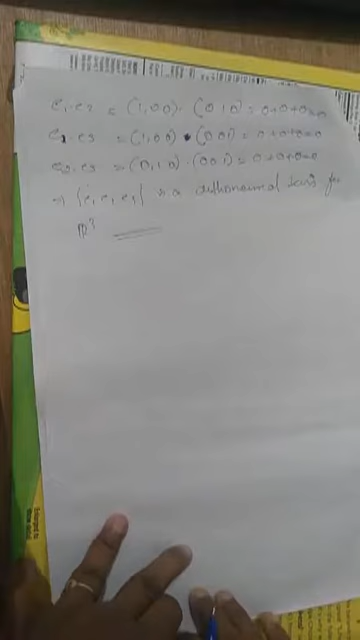 e₁.e₂ = (1,0 0) . (0 1 0) = 0+0+0=0
e₁.e₃ = (1,0 0) • (0 0 1) = 0+0+0=0
e₂.e₃ = (0,1 0) . (0 0 1) = 0+0+0=0
⇒ {e₁ e₂ e₃} is a orthonormal basis for
ℝ³